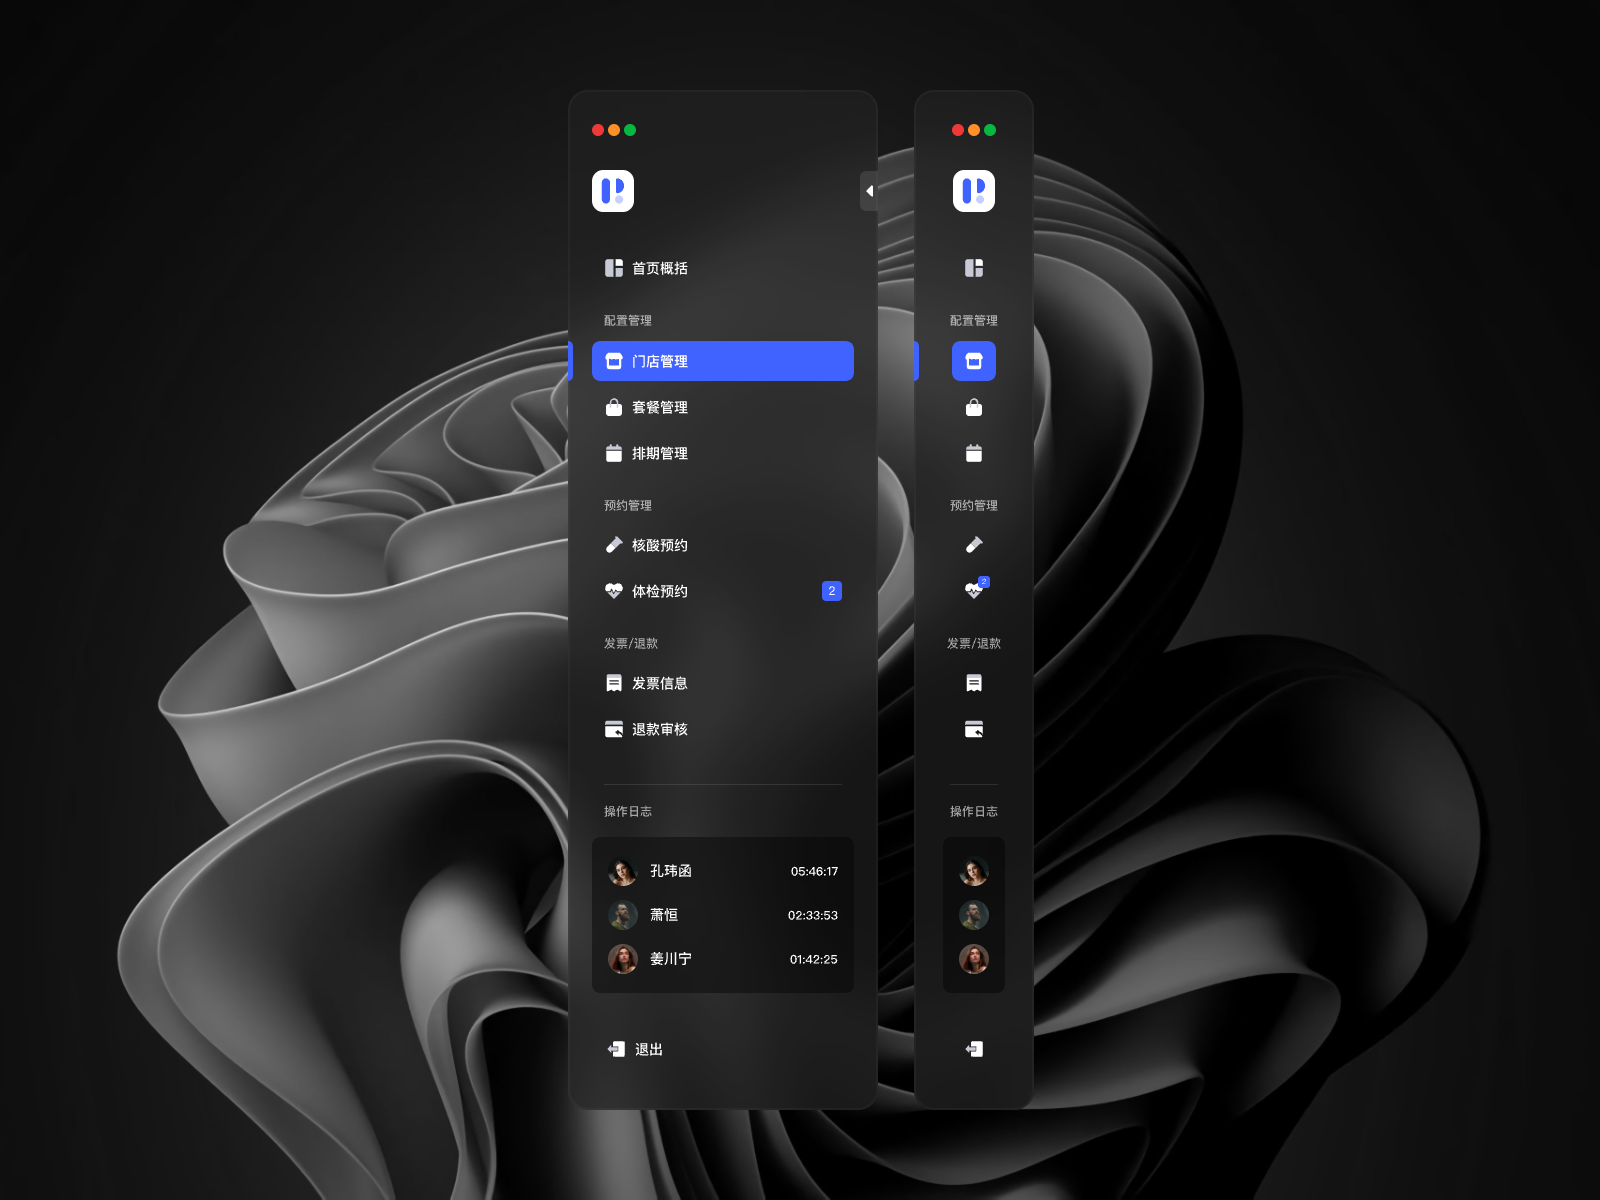 首页概括
配置管理
门店管理
套餐管理
排期管理
预约管理
核酸预约
体检预约
2
发票/退款
发票信息
退款审核
操作日志
孔玮函
05:46:17
萧恒
02:33:53
姜川宁
01:42:25
退出
配置管理
预约管理
2
发票/退款
操作日志